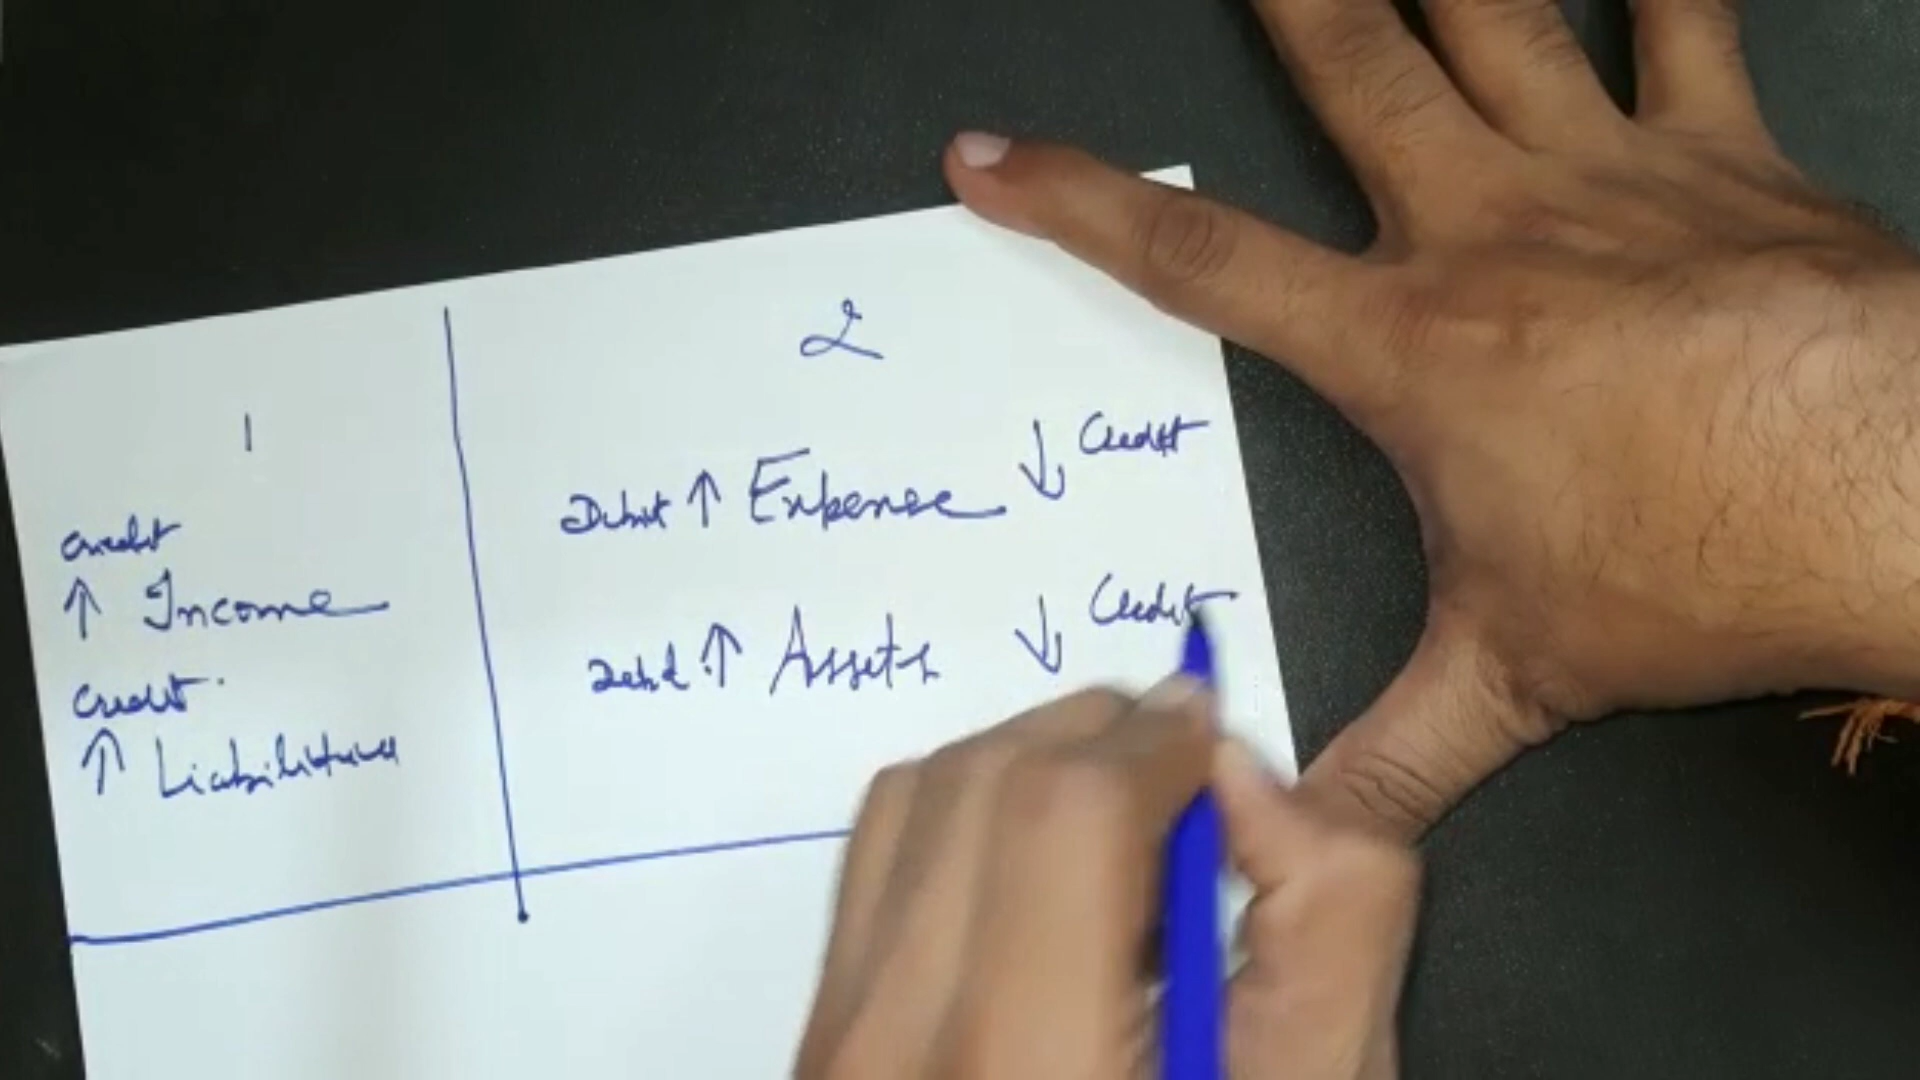 1
credit
↑ Income
credit
↑ Liabilities
2
Debit ↑ Expense ↓ Credit
Debit ↑ Assets ↓ Credit